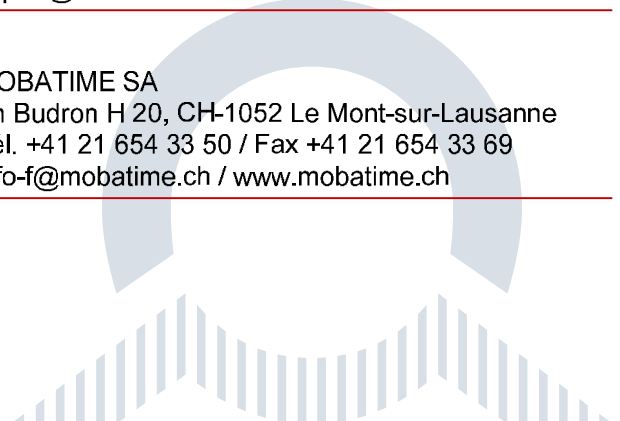 OBATIME SA
n Budron H 20, CH-1052 Le Mont-sur-Lausanne
él. +41 21 654 33 50 / Fax +41 21 654 33 69
fo-f@mobatime.ch / www.mobatime.ch